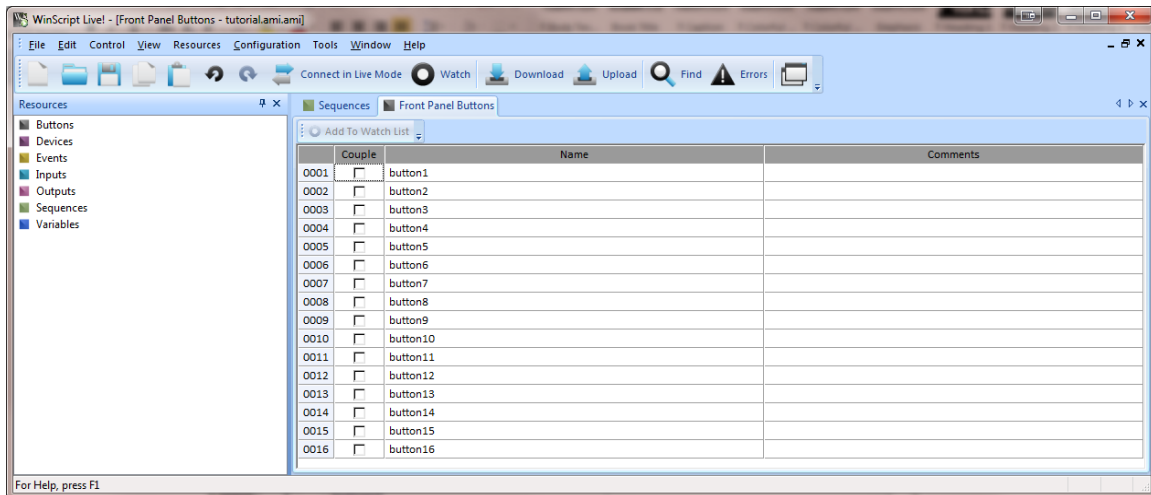 WinScript Live! - [Front Panel Buttons - tutorial.ami.ami]
File Edit Control View Resources Configuration Tools Window Help
Connect in Live Mode Watch Download Upload Find Errors
Resources
Sequences Front Panel Buttons
Buttons
Devices
Events
Inputs
Outputs
Sequences
Variables
Add To Watch List
Couple Name Comments
0001 button1
0002 button2
0003 button3
0004 button4
0005 button5
0006 button6
0007 button7
0008 button8
0009 button9
0010 button10
0011 button11
0012 button12
0013 button13
0014 button14
0015 button15
0016 button16
For Help, press F1